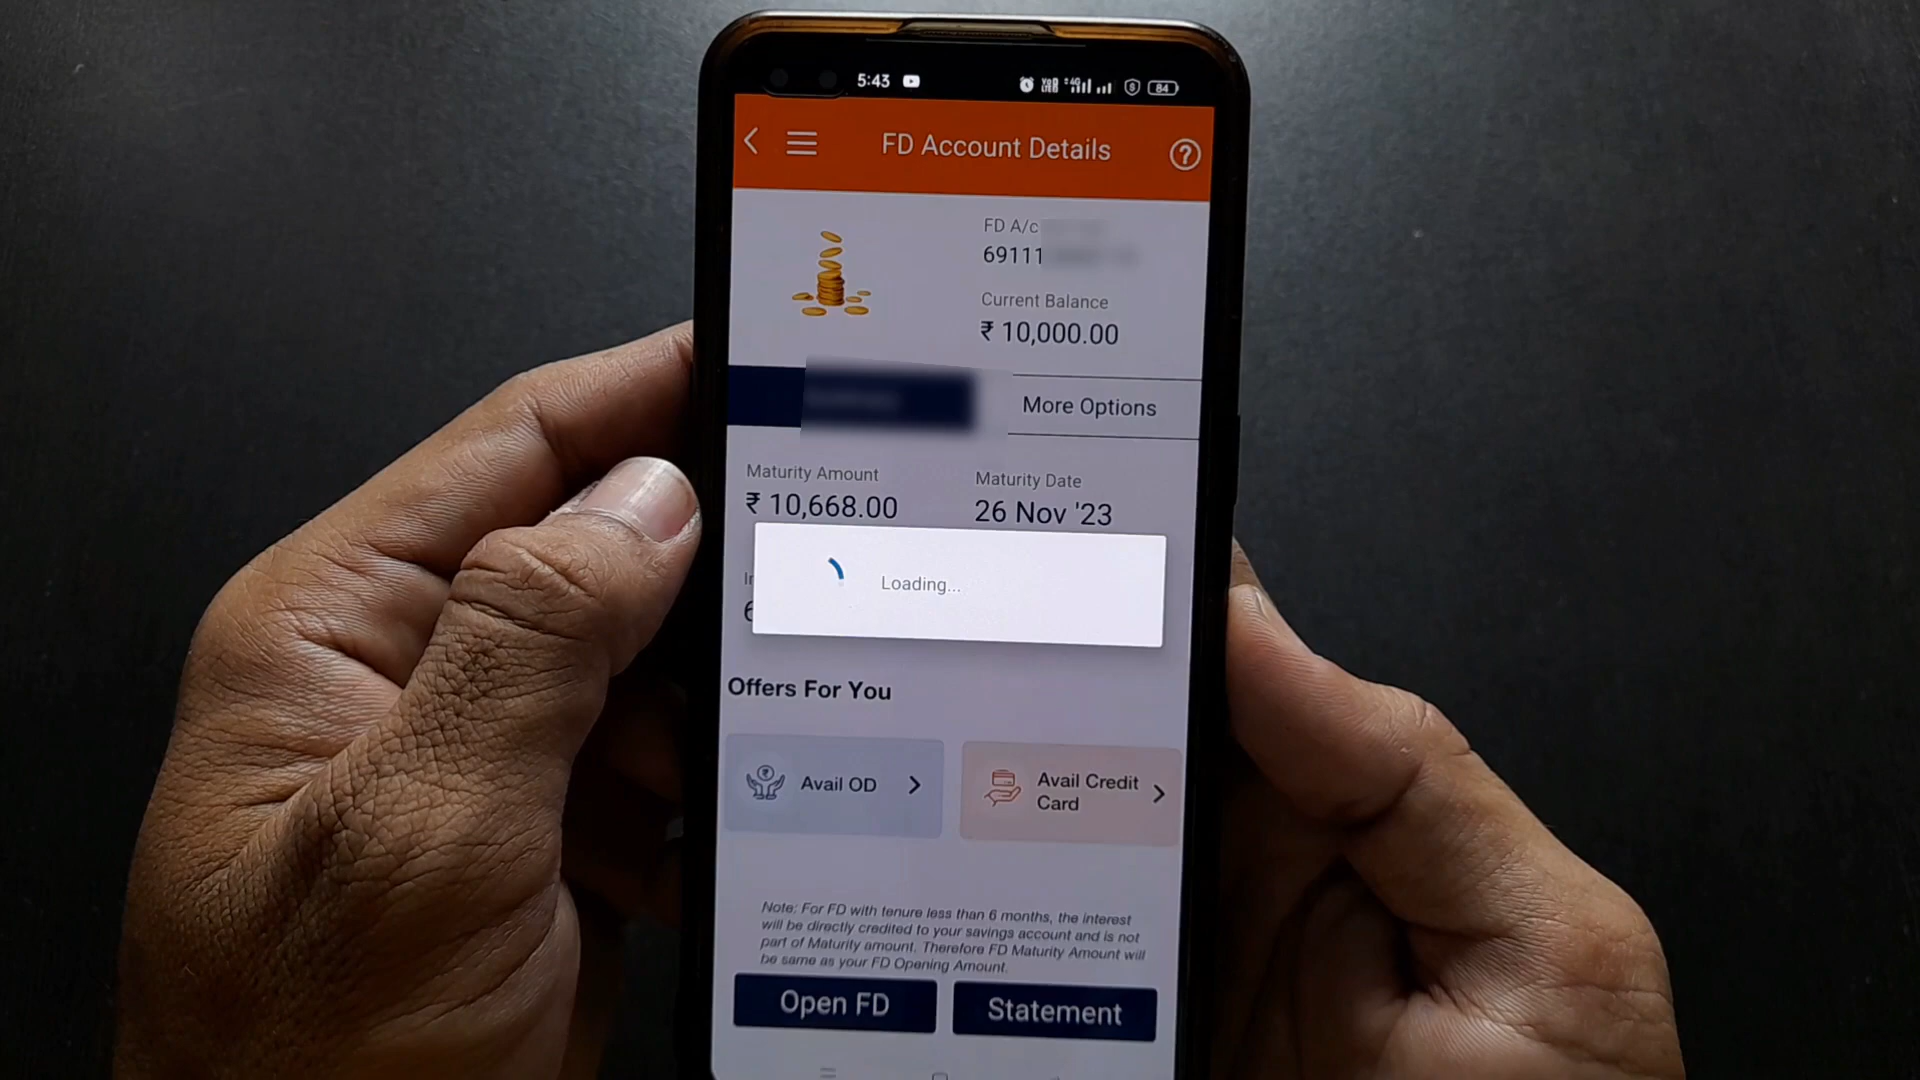 5:43
4G
84
FD Account Details
FD A/c
69111
Current Balance
₹ 10,000.00
More Options
Maturity Amount
₹ 10,668.00
Maturity Date
26 Nov '23
Loading...
Offers For You
Avail OD
Avail Credit
Card
Note: For FD with tenure less than 6 months, the interest
will be directly credited to your savings account and is not
part of Maturity amount. Therefore FD Maturity Amount will
be same as your FD Opening Amount.
Open FD
Statement